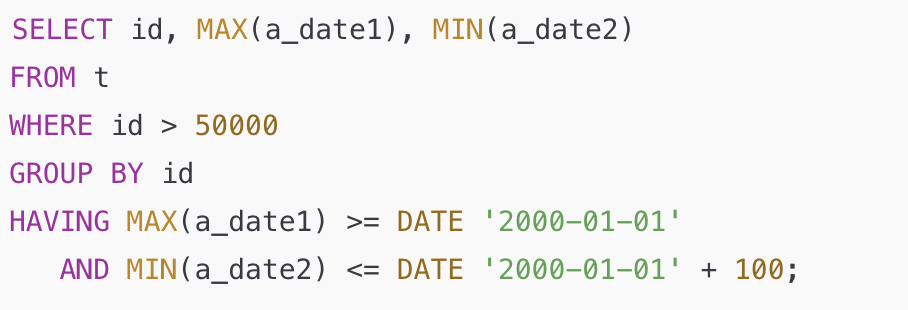 SELECT id, MAX(a_date1), MIN(a_date2)
FROM t
WHERE id > 50000
GROUP BY id
HAVING MAX(a_date1) >= DATE '2000-01-01'
   AND MIN(a_date2) <= DATE '2000-01-01' + 100;